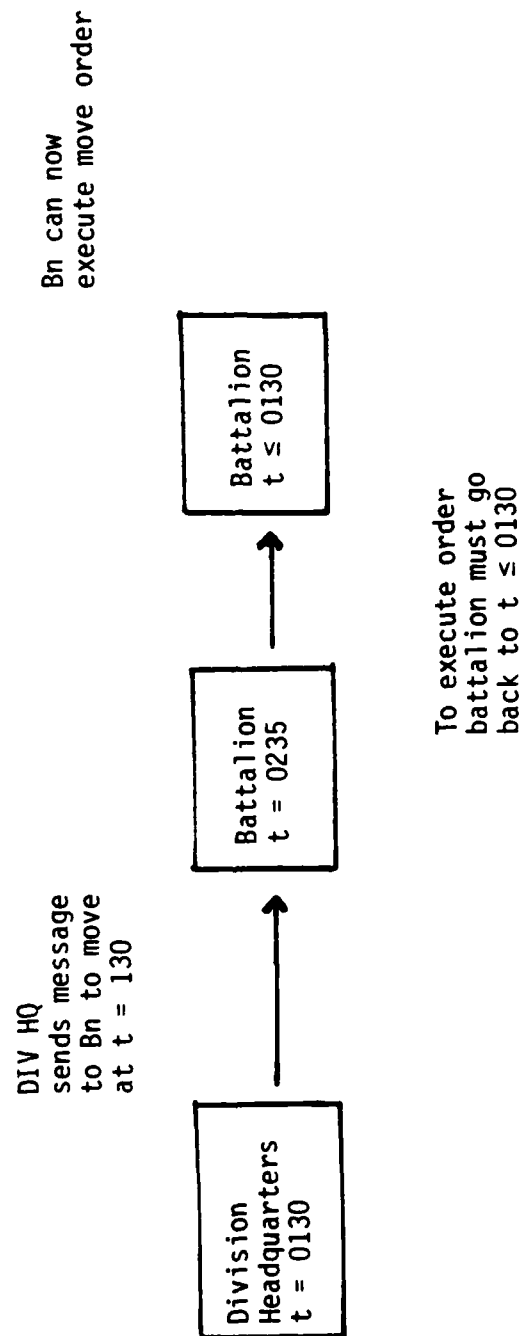 DIV HQ
sends message
to Bn to move
at t = 130
Bn can now
execute move order
Division
Headquarters
t = 0130
Battalion
t = 0235
Battalion
t ≤ 0130
To execute order
battalion must go
back to t ≤ 0130